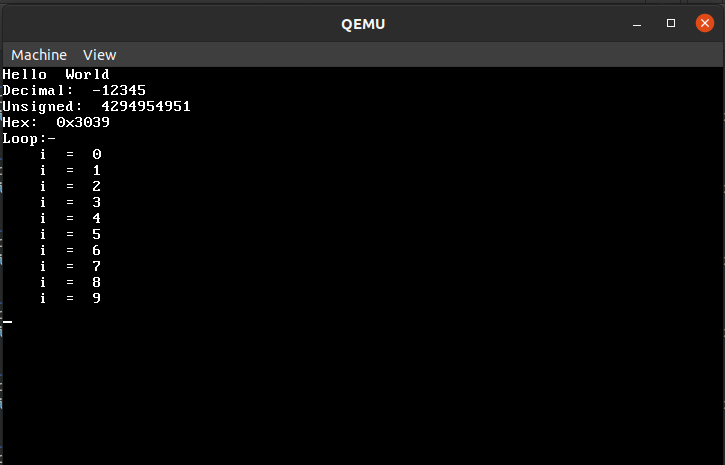 QEMU
Machine View
Hello  World
Decimal:  -12345
Unsigned:  4294954951
Hex:  0x3039
Loop:-
    i  =  0
    i  =  1
    i  =  2
    i  =  3
    i  =  4
    i  =  5
    i  =  6
    i  =  7
    i  =  8
    i  =  9